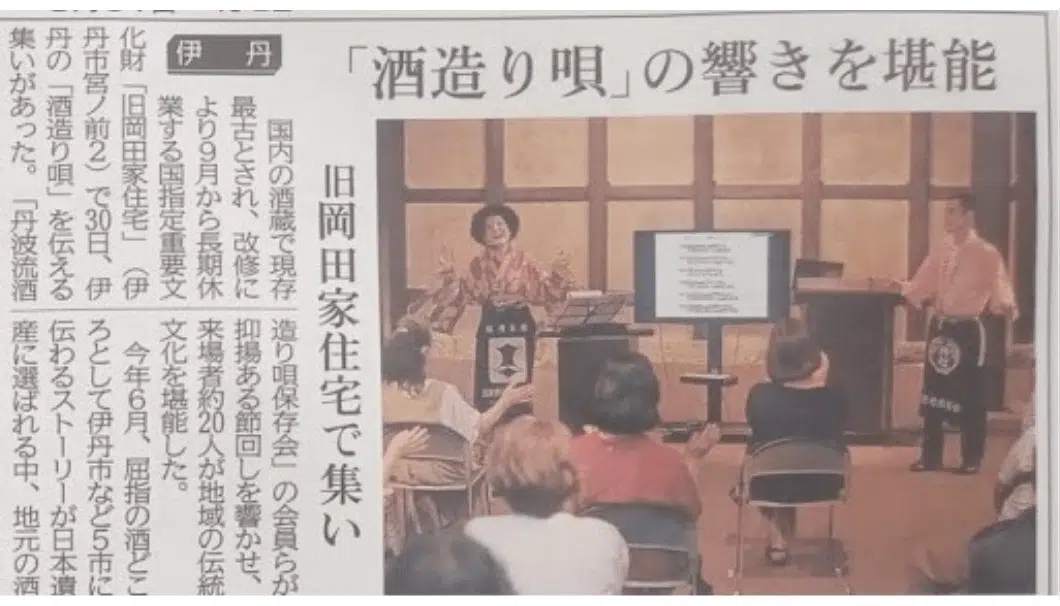 「酒造り唄」の響きを堪能
旧岡田家住宅で集い
伊丹
国内の酒蔵で現存
最古とされ、改修に
より9月から長期休
業する国指定重要文
化財「旧岡田家住宅」（伊
丹市宮ノ前2）で30日、伊
丹の「酒造り唄」を伝える
集いがあった。「丹波流酒
造り唄保存会」の会員らが
抑揚ある節回しを響かせ、
来場者約20人が地域の伝統
文化を堪能した。
今年6月、屈指の酒どこ
ろとして伊丹市など5市に
伝わるストーリーが日本遺
産に選ばれる中、地元の酒